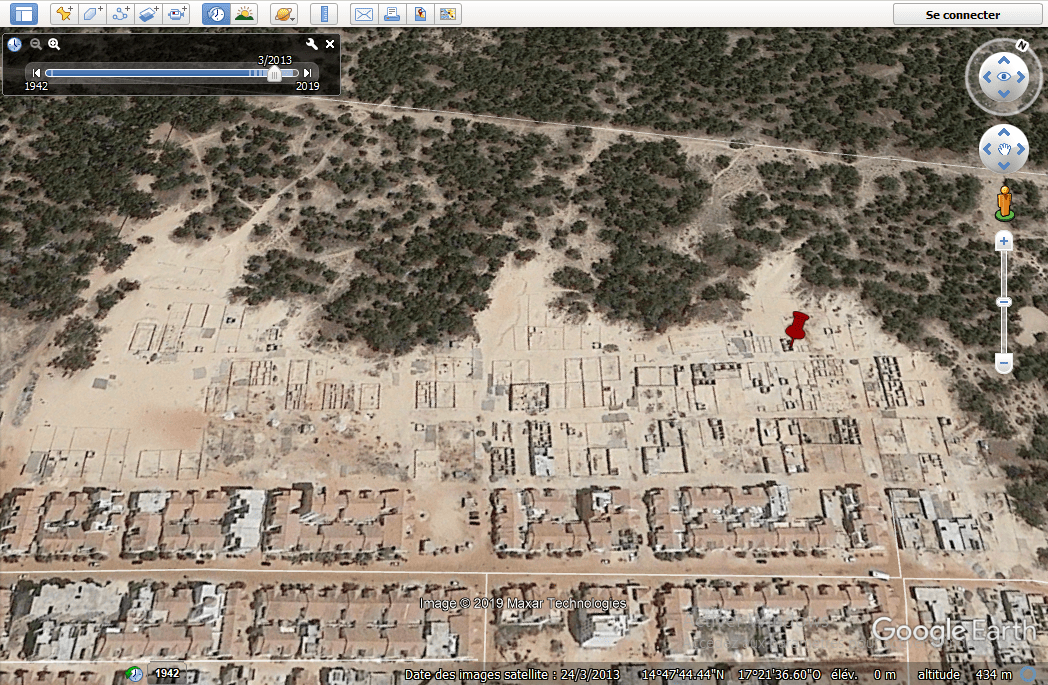 Se connecter
N
3/2013
1942
2019
Image © 2019 Maxar Technologies
Google Earth
1942
Date des images satellite : 24/3/2013 14°47'44.44"N 17°21'36.60"O élév. 0 m altitude 434 m